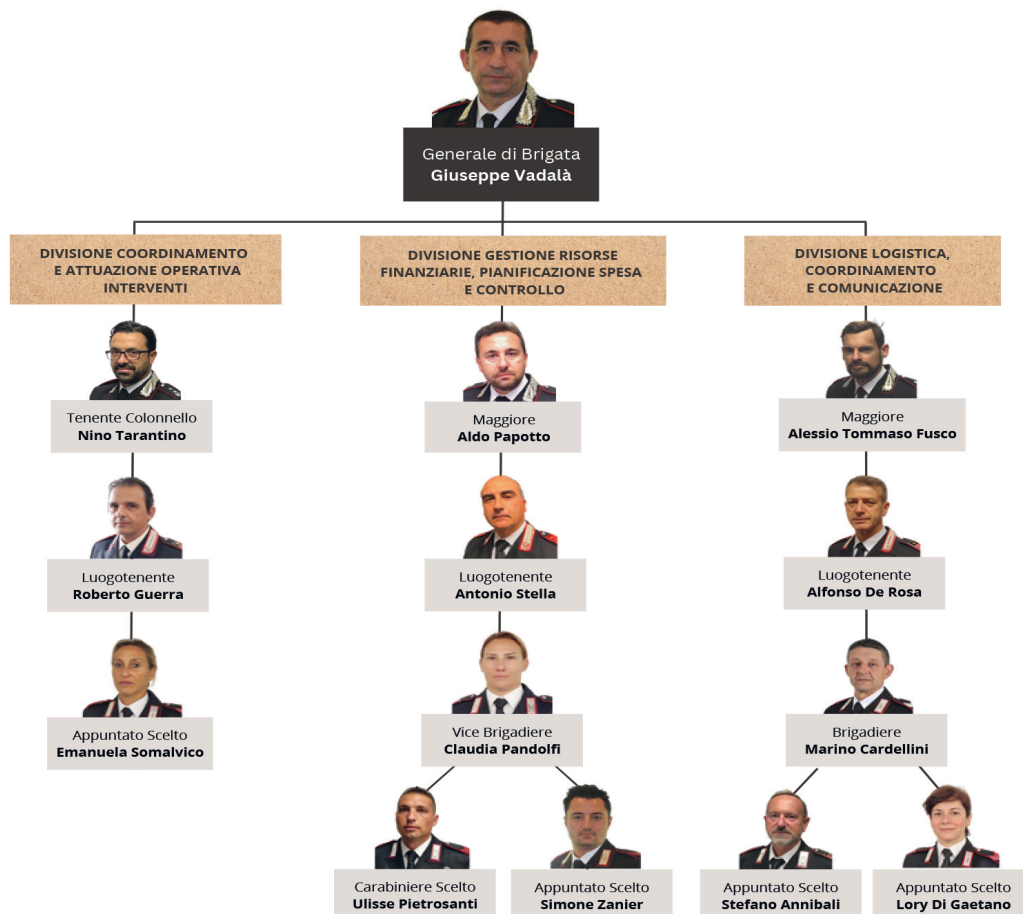 Generale di Brigata
Giuseppe Vadalà
DIVISIONE COORDINAMENTO
E ATTUAZIONE OPERATIVA
INTERVENTI
DIVISIONE GESTIONE RISORSE
FINANZIARIE, PIANIFICAZIONE SPESA
E CONTROLLO
DIVISIONE LOGISTICA,
COORDINAMENTO
E COMUNICAZIONE
Tenente Colonnello
Nino Tarantino
Maggiore
Aldo Papotto
Maggiore
Alessio Tommaso Fusco
Luogotenente
Roberto Guerra
Luogotenente
Antonio Stella
Luogotenente
Alfonso De Rosa
Appuntato Scelto
Emanuela Somalvico
Vice Brigadiere
Claudia Pandolfi
Brigadiere
Marino Cardellini
Carabiniere Scelto
Ulisse Pietrosanti
Appuntato Scelto
Simone Zanier
Appuntato Scelto
Stefano Annibali
Appuntato Scelto
Lory Di Gaetano